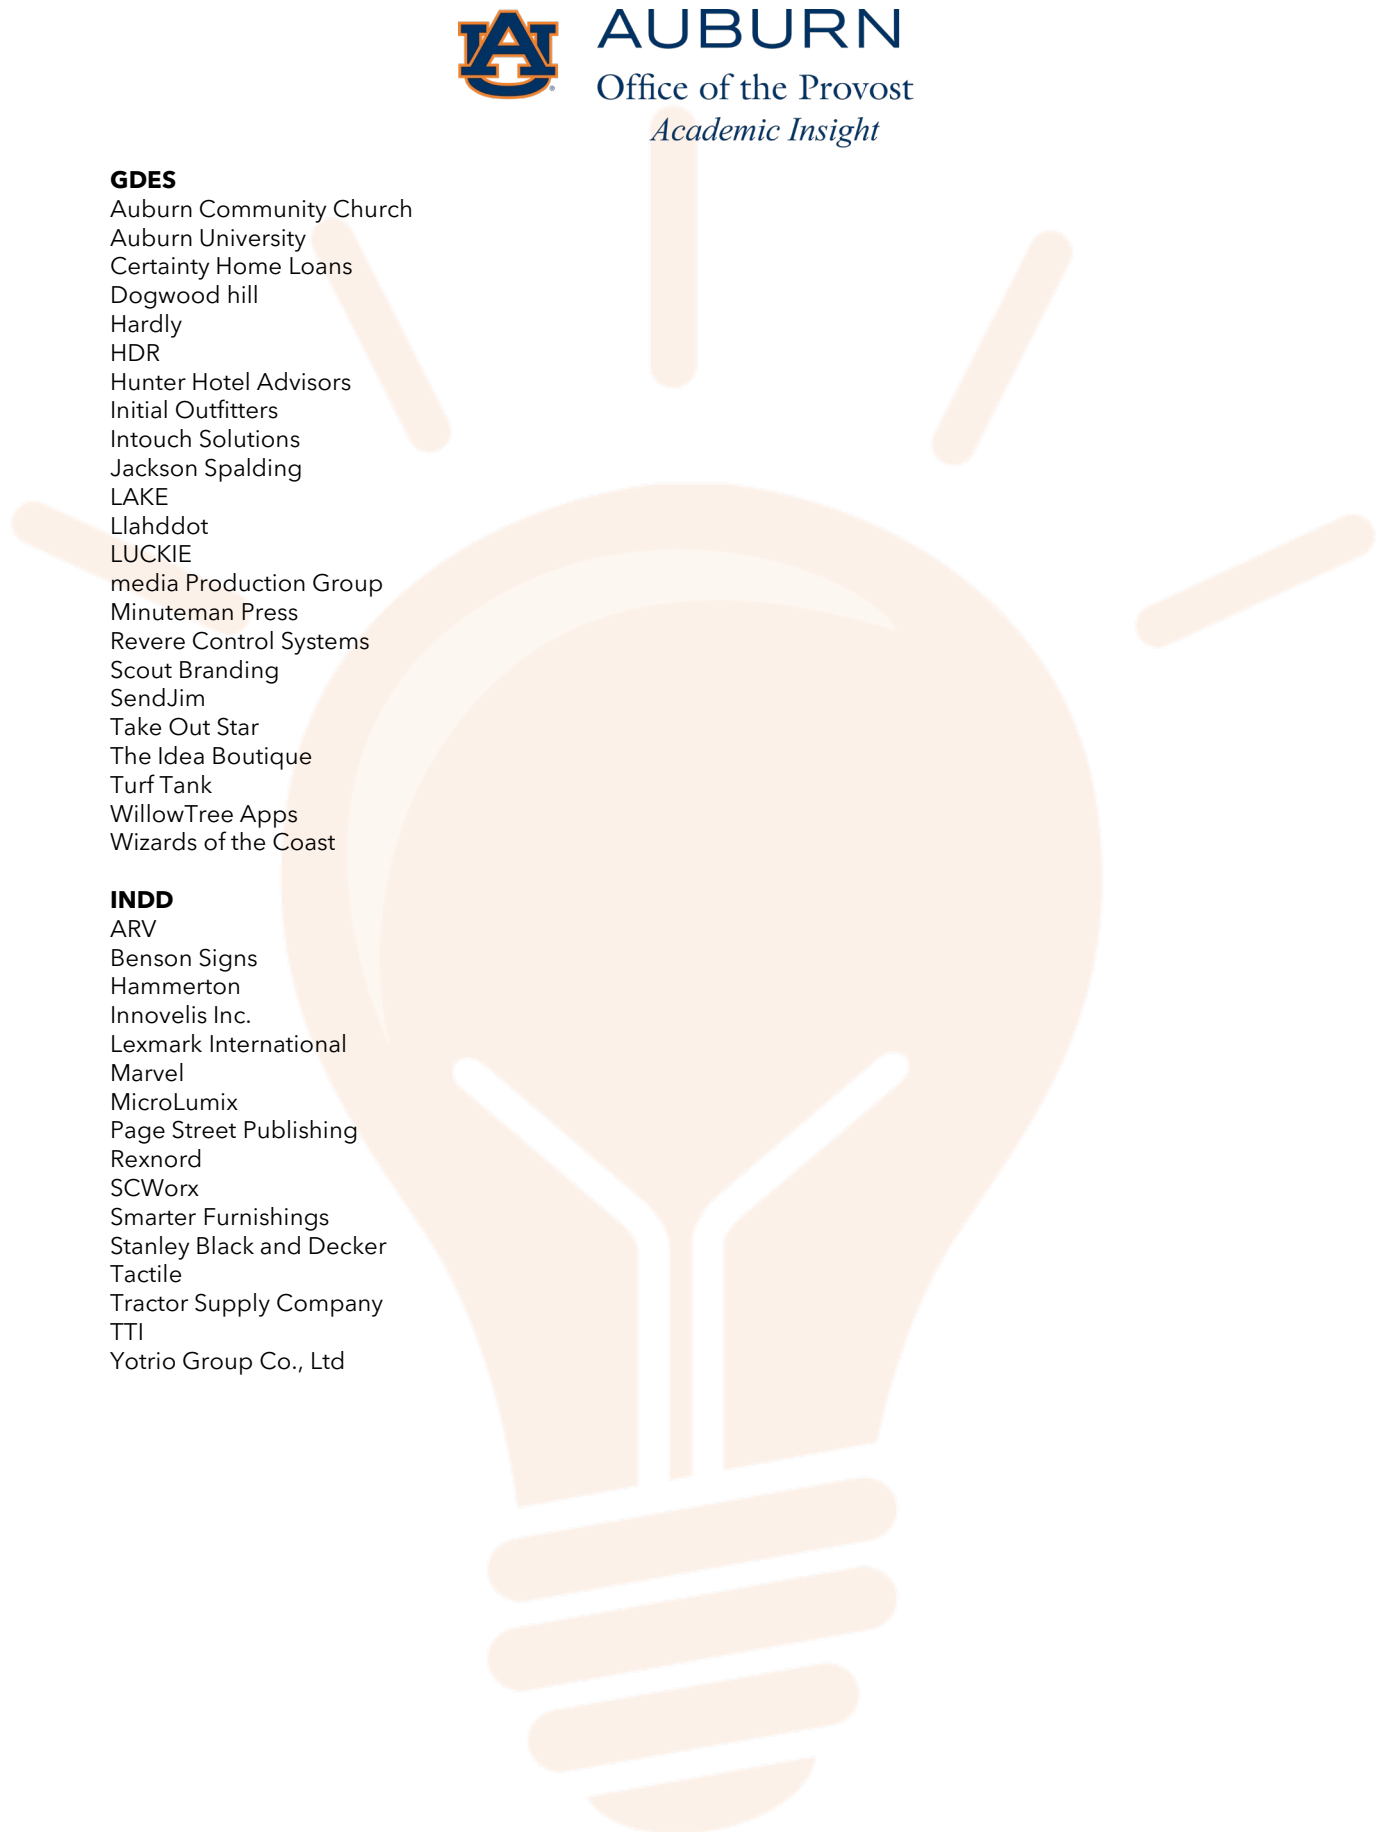 AUBURN
Office of the Provost
Academic Insight
GDES
Auburn Community Church
Auburn University
Certainty Home Loans
Dogwood hill
Hardly
HDR
Hunter Hotel Advisors
Initial Outfitters
Intouch Solutions
Jackson Spalding
LAKE
Llahddot
LUCKIE
media Production Group
Minuteman Press
Revere Control Systems
Scout Branding
SendJim
Take Out Star
The Idea Boutique
Turf Tank
WillowTree Apps
Wizards of the Coast
INDD
ARV
Benson Signs
Hammerton
Innovelis Inc.
Lexmark International
Marvel
MicroLumix
Page Street Publishing
Rexnord
SCWorx
Smarter Furnishings
Stanley Black and Decker
Tactile
Tractor Supply Company
TTI
Yotrio Group Co., Ltd